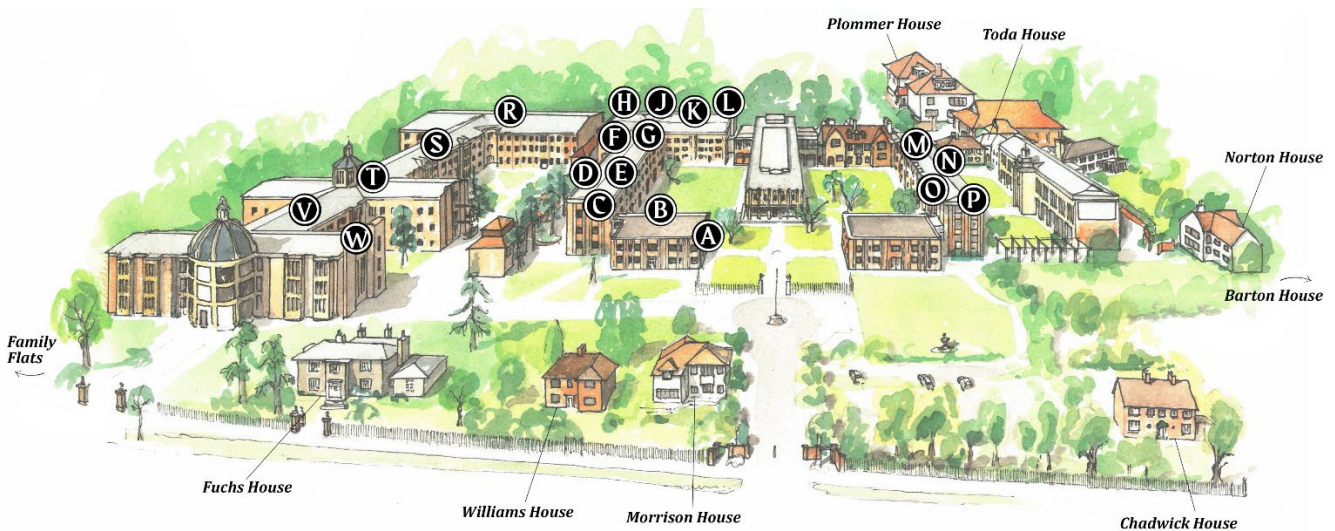 Plommer House
Toda House
H J K L
R
F G
S
M
N
D E
T
Norton House
C B
O P
V
W
A
Barton House
Family
Flats
Fuchs House
Williams House
Morrison House
Chadwick House